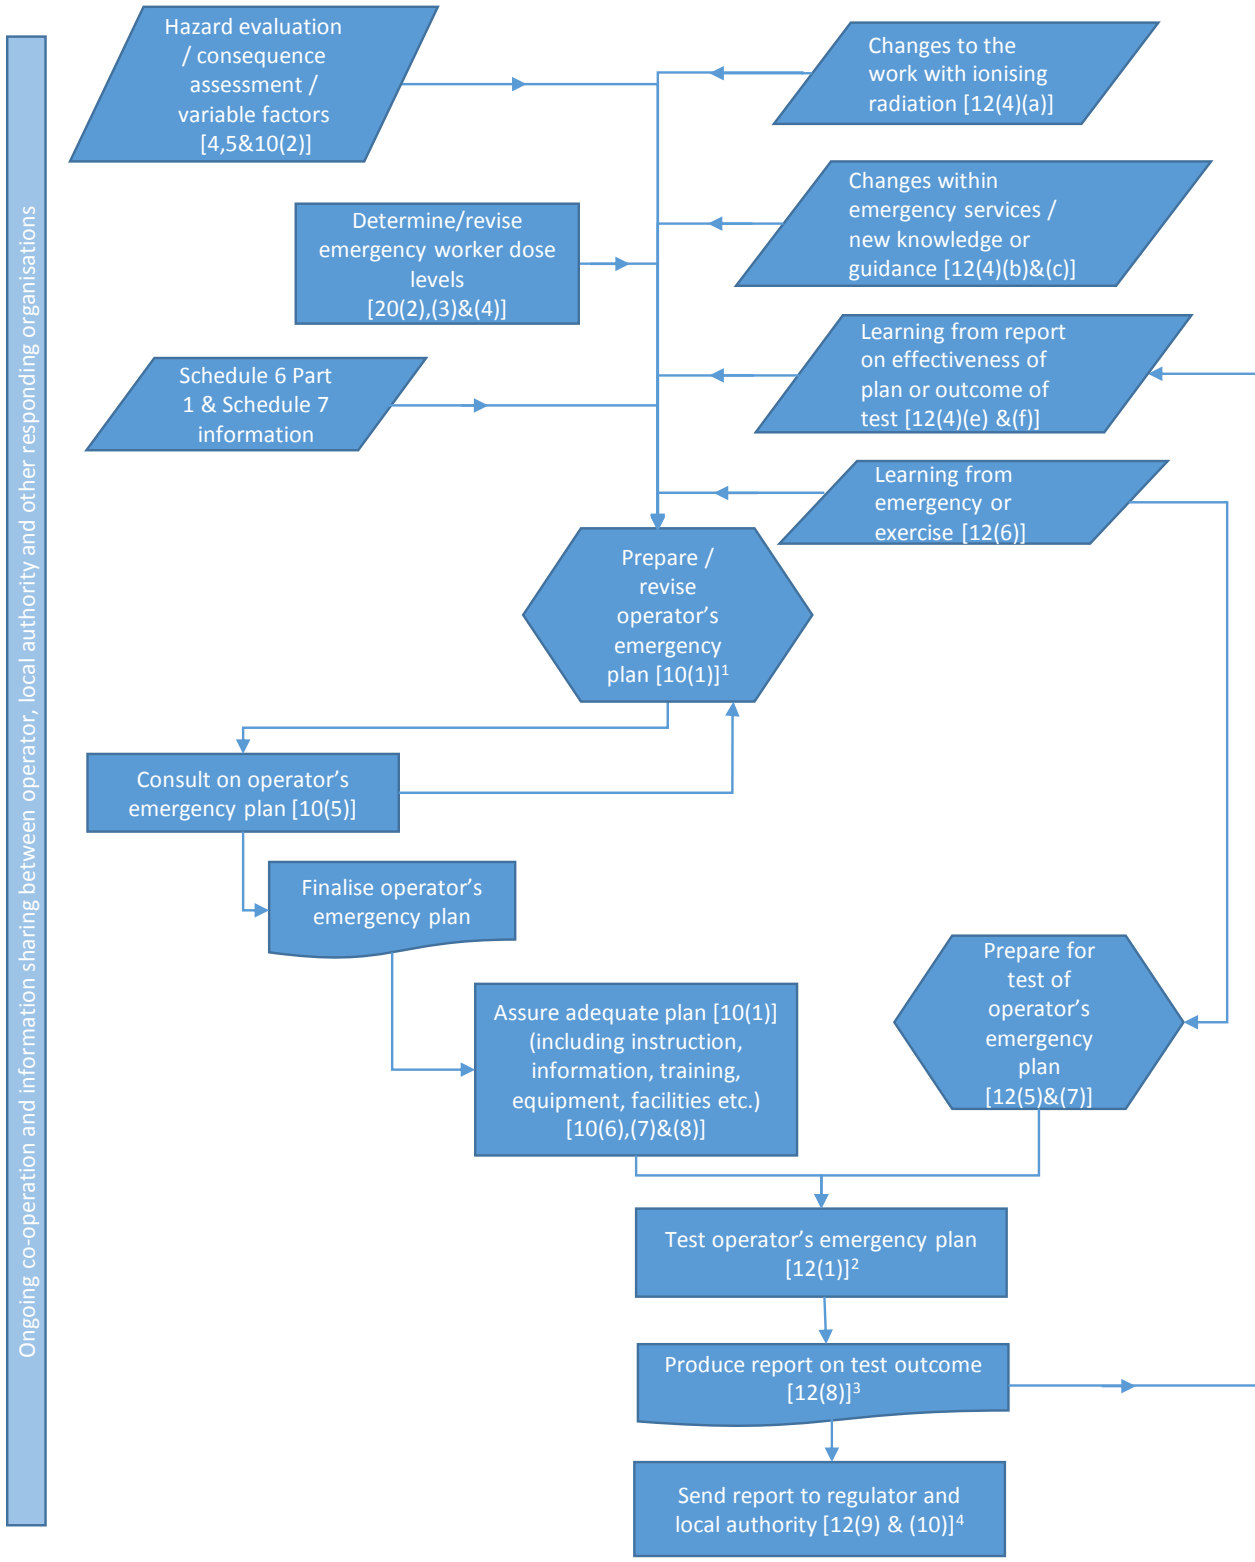 Ongoing co-operation and information sharing between operator, local authority and other responding organisations
Hazard evaluation
/ consequence
assessment /
variable factors
[4,5&10(2)]
Changes to the
work with ionising
radiation [12(4)(a)]
Changes within
emergency services /
new knowledge or
guidance [12(4)(b)&(c)]
Determine/revise
emergency worker dose
levels
[20(2),(3)&(4)]
Learning from report
on effectiveness of
plan or outcome of
test [12(4)(e) &(f)]
Schedule 6 Part
1 & Schedule 7
information
Learning from
emergency or
exercise [12(6)]
Prepare /
revise
operator’s
emergency
plan [10(1)]¹
Consult on operator’s
emergency plan [10(5)]
Finalise operator’s
emergency plan
Assure adequate plan [10(1)]
(including instruction,
information, training,
equipment, facilities etc.)
[10(6),(7)&(8)]
Prepare for
test of
operator’s
emergency
plan
[12(5)&(7)]
Test operator’s emergency plan
[12(1)]²
Produce report on test outcome
[12(8)]³
Send report to regulator and
local authority [12(9) & (10)]⁴